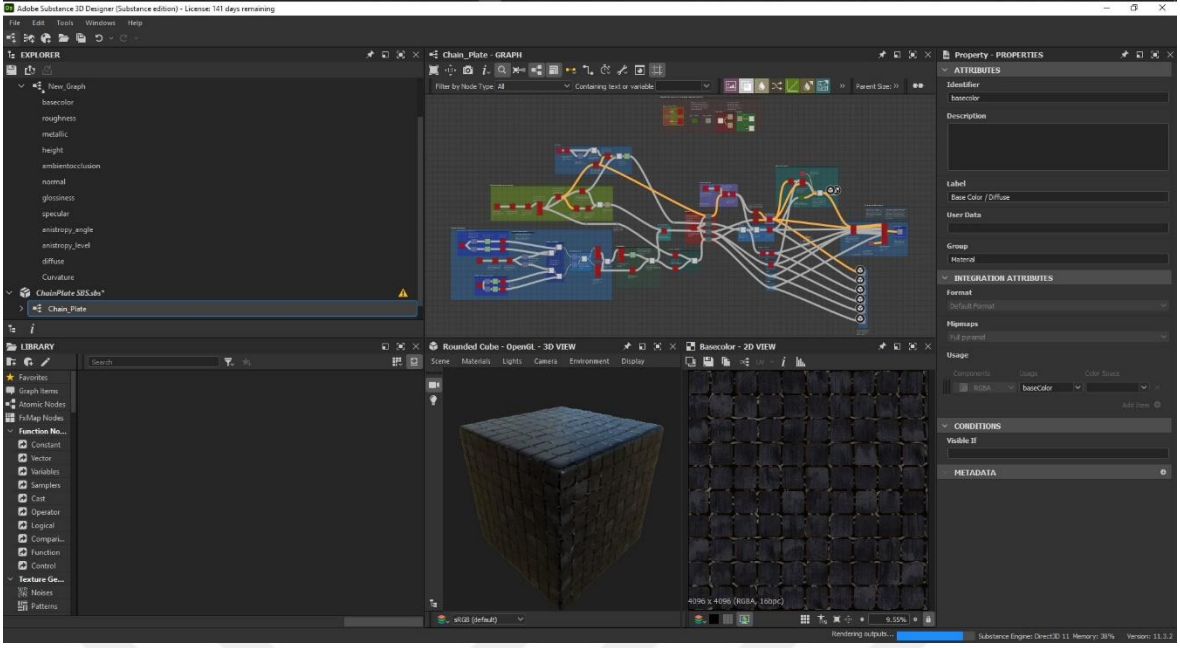 Adobe Substance 3D Designer (Substance edition) - License: 141 days remaining
File Edit Tools Windows Help
EXPLORER
New_Graph
basecolor
roughness
metallic
height
ambientocclusion
normal
glossiness
specular
anistropy_angle
anistropy_level
diffuse
Curvature
ChainPlate SBS.sbs*
Chain_Plate
LIBRARY
Search
Favorites
Graph Items
Atomic Nodes
FxMap Nodes
Function No...
Constant
Vector
Variables
Samplers
Cast
Operator
Logical
Compari...
Function
Control
Texture Ge...
Noises
Patterns
Chain_Plate - GRAPH
Filter by Node Type: All Containing text or variable: Parent Size:
Rounded Cube - OpenGL - 3D VIEW
Scene Materials Lights Camera Environment Display
sRGB (default)
Basecolor - 2D VIEW
UV
4096 x 4096 (RGBA, 16bpc)
9.55%
Property - PROPERTIES
ATTRIBUTES
Identifier
basecolor
Description
Label
Base Color / Diffuse
User Data
Group
Material
INTEGRATION ATTRIBUTES
Format
Default Format
Mipmaps
Full pyramid
Usage
Components Usage Color Space
RGBA baseColor
Add Item
CONDITIONS
Visible If
METADATA
Rendering outputs... Substance Engine: Direct3D 11 Memory: 38% Version: 11.3.2